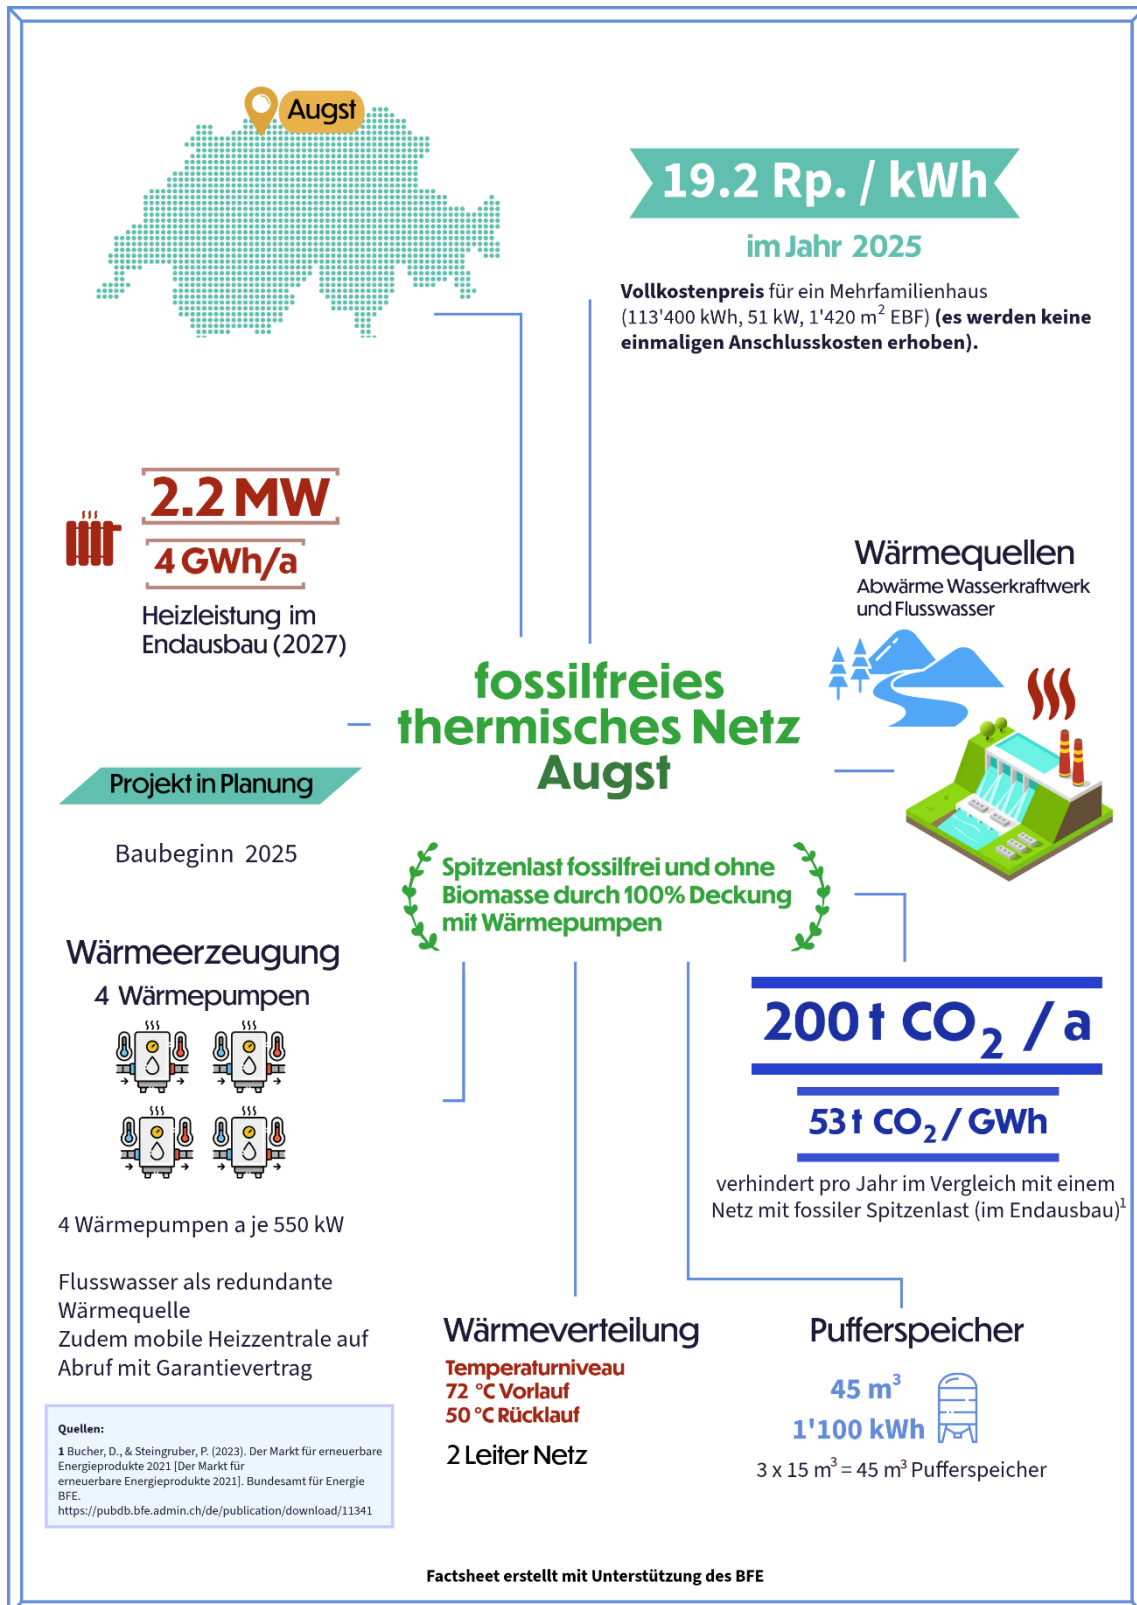 Augst
19.2 Rp. / kWh
im Jahr 2025
Vollkostenpreis für ein Mehrfamilienhaus
(113'400 kWh, 51 kW, 1'420 m² EBF) (es werden keine
einmaligen Anschlusskosten erhoben).
2.2 MW
4 GWh/a
Heizleistung im
Endausbau (2027)
Wärmequellen
Abwärme Wasserkraftwerk
und Flusswasser
fossilfreies
thermisches Netz
Augst
Projekt in Planung
Baubeginn 2025
Spitzenlast fossilfrei und ohne
Biomasse durch 100% Deckung
mit Wärmepumpen
Wärmeerzeugung
4 Wärmepumpen
4 Wärmepumpen a je 550 kW
Flusswasser als redundante
Wärmequelle
Zudem mobile Heizzentrale auf
Abruf mit Garantievertrag
200 t CO₂ / a
53 t CO₂ / GWh
verhindert pro Jahr im Vergleich mit einem
Netz mit fossiler Spitzenlast (im Endausbau)¹
Wärmeverteilung
Temperaturniveau
72 °C Vorlauf
50 °C Rücklauf
2 Leiter Netz
Pufferspeicher
45 m³
1'100 kWh
3 x 15 m³ = 45 m³ Pufferspeicher
Quellen:
1 Bucher, D., & Steingruber, P. (2023). Der Markt für erneuerbare
Energieprodukte 2021 [Der Markt für
erneuerbare Energieprodukte 2021]. Bundesamt für Energie
BFE.
https://pubdb.bfe.admin.ch/de/publication/download/11341
Factsheet erstellt mit Unterstützung des BFE